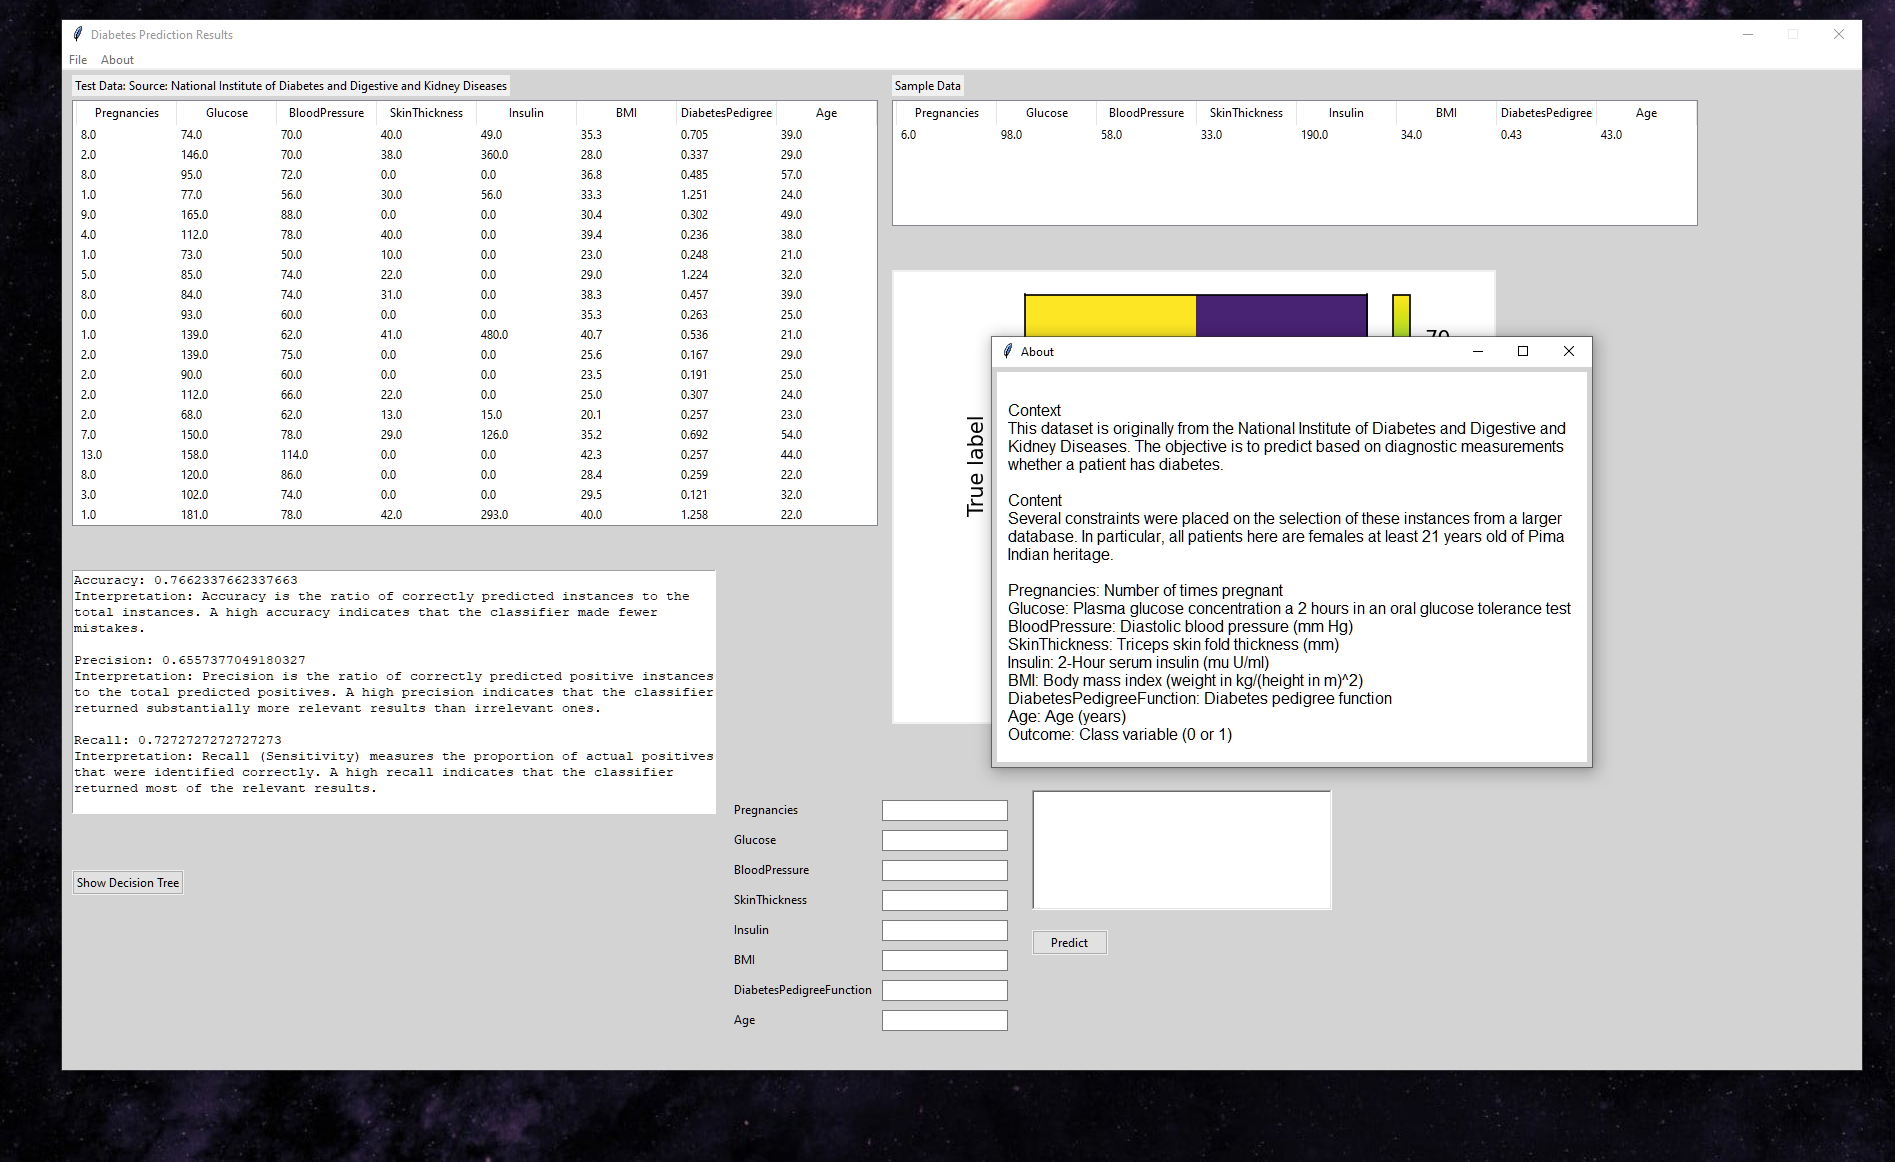 Diabetes Prediction Results
File About
Test Data: Source: National Institute of Diabetes and Digestive and Kidney Diseases
Pregnancies Glucose BloodPressure SkinThickness Insulin BMI DiabetesPedigree Age
8.0 74.0 70.0 40.0 49.0 35.3 0.705 39.0
2.0 146.0 70.0 38.0 360.0 28.0 0.337 29.0
8.0 95.0 72.0 0.0 0.0 36.8 0.485 57.0
1.0 77.0 56.0 30.0 56.0 33.3 1.251 24.0
9.0 165.0 88.0 0.0 0.0 30.4 0.302 49.0
4.0 112.0 78.0 40.0 0.0 39.4 0.236 38.0
1.0 73.0 50.0 10.0 0.0 23.0 0.248 21.0
5.0 85.0 74.0 22.0 0.0 29.0 1.224 32.0
8.0 84.0 74.0 31.0 0.0 38.3 0.457 39.0
0.0 93.0 60.0 0.0 0.0 35.3 0.263 25.0
1.0 139.0 62.0 41.0 480.0 40.7 0.536 21.0
2.0 139.0 75.0 0.0 0.0 25.6 0.167 29.0
2.0 90.0 60.0 0.0 0.0 23.5 0.191 25.0
2.0 112.0 66.0 22.0 0.0 25.0 0.307 24.0
2.0 68.0 62.0 13.0 15.0 20.1 0.257 23.0
7.0 150.0 78.0 29.0 126.0 35.2 0.692 54.0
13.0 158.0 114.0 0.0 0.0 42.3 0.257 44.0
8.0 120.0 86.0 0.0 0.0 28.4 0.259 22.0
3.0 102.0 74.0 0.0 0.0 29.5 0.121 32.0
1.0 181.0 78.0 42.0 293.0 40.0 1.258 22.0
Sample Data
Pregnancies Glucose BloodPressure SkinThickness Insulin BMI DiabetesPedigree Age
6.0 98.0 58.0 33.0 190.0 34.0 0.43 43.0
True label
About
Context
This dataset is originally from the National Institute of Diabetes and Digestive and
Kidney Diseases. The objective is to predict based on diagnostic measurements
whether a patient has diabetes.
Content
Several constraints were placed on the selection of these instances from a larger
database. In particular, all patients here are females at least 21 years old of Pima
Indian heritage.
Pregnancies: Number of times pregnant
Glucose: Plasma glucose concentration a 2 hours in an oral glucose tolerance test
BloodPressure: Diastolic blood pressure (mm Hg)
SkinThickness: Triceps skin fold thickness (mm)
Insulin: 2-Hour serum insulin (mu U/ml)
BMI: Body mass index (weight in kg/(height in m)^2)
DiabetesPedigreeFunction: Diabetes pedigree function
Age: Age (years)
Outcome: Class variable (0 or 1)
Accuracy: 0.7662337662337663
Interpretation: Accuracy is the ratio of correctly predicted instances to the
total instances. A high accuracy indicates that the classifier made fewer
mistakes.
Precision: 0.6557377049180327
Interpretation: Precision is the ratio of correctly predicted positive instances
to the total predicted positives. A high precision indicates that the classifier
returned substantially more relevant results than irrelevant ones.
Recall: 0.7272727272727273
Interpretation: Recall (Sensitivity) measures the proportion of actual positives
that were identified correctly. A high recall indicates that the classifier
returned most of the relevant results.
Show Decision Tree
Pregnancies
Glucose
BloodPressure
SkinThickness
Insulin
BMI
DiabetesPedigreeFunction
Age
Predict